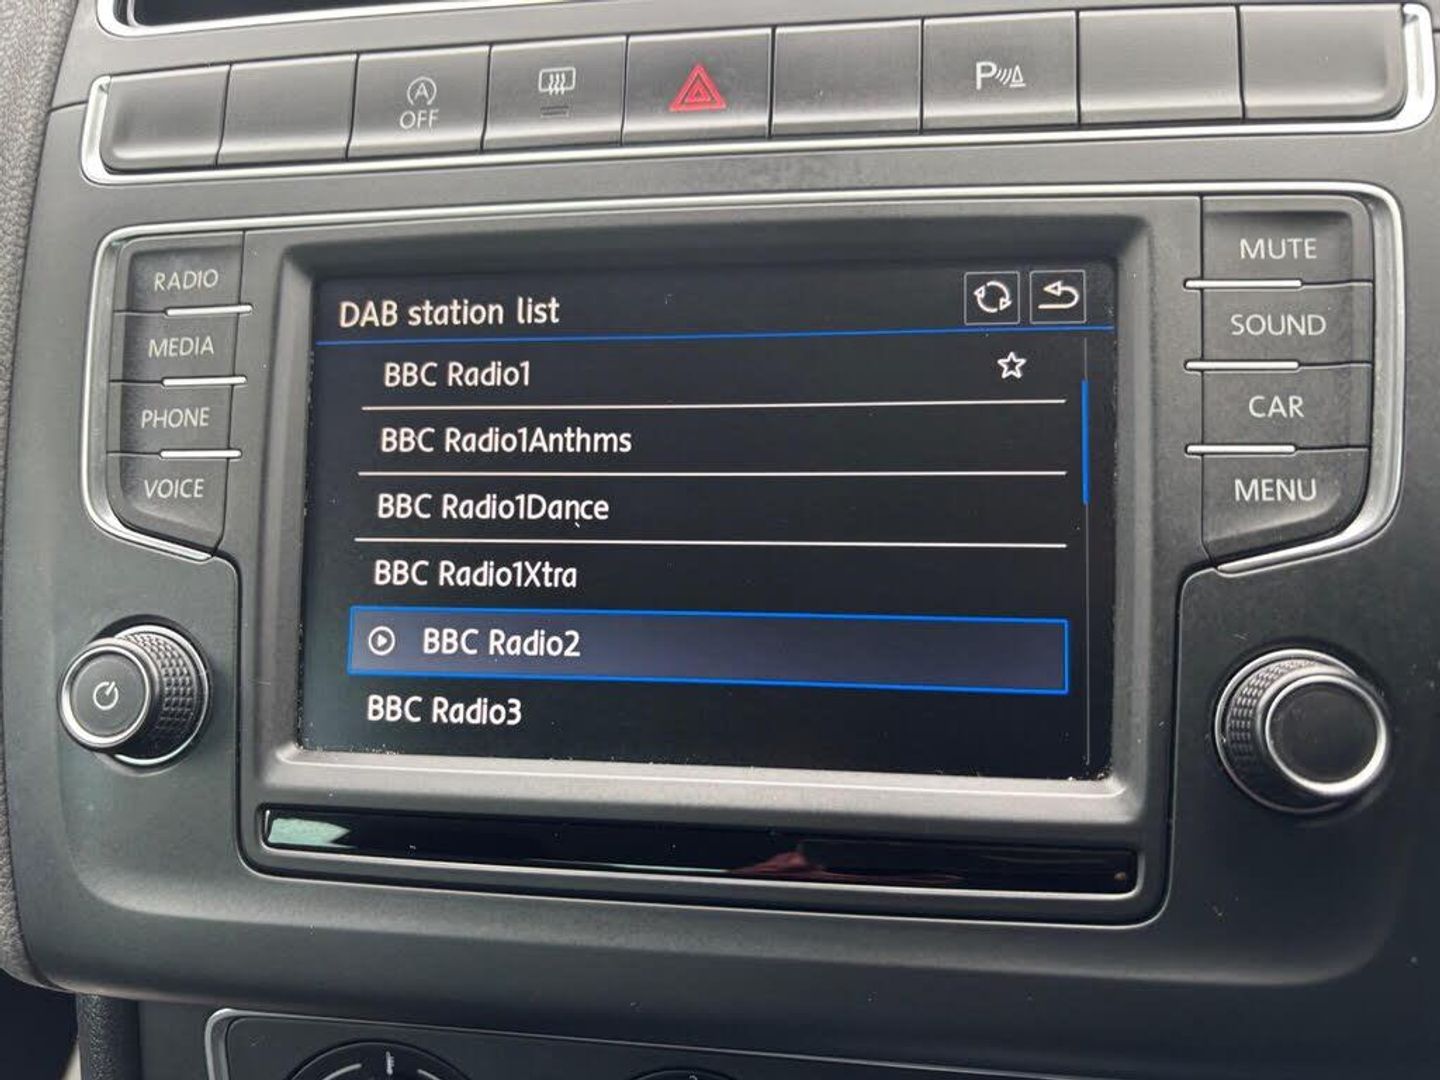 A
OFF
P
RADIO
MEDIA
PHONE
VOICE
DAB station list
BBC Radio1
BBC Radio1Anthms
BBC Radio1Dance
BBC Radio1Xtra
BBC Radio2
BBC Radio3
MUTE
SOUND
CAR
MENU